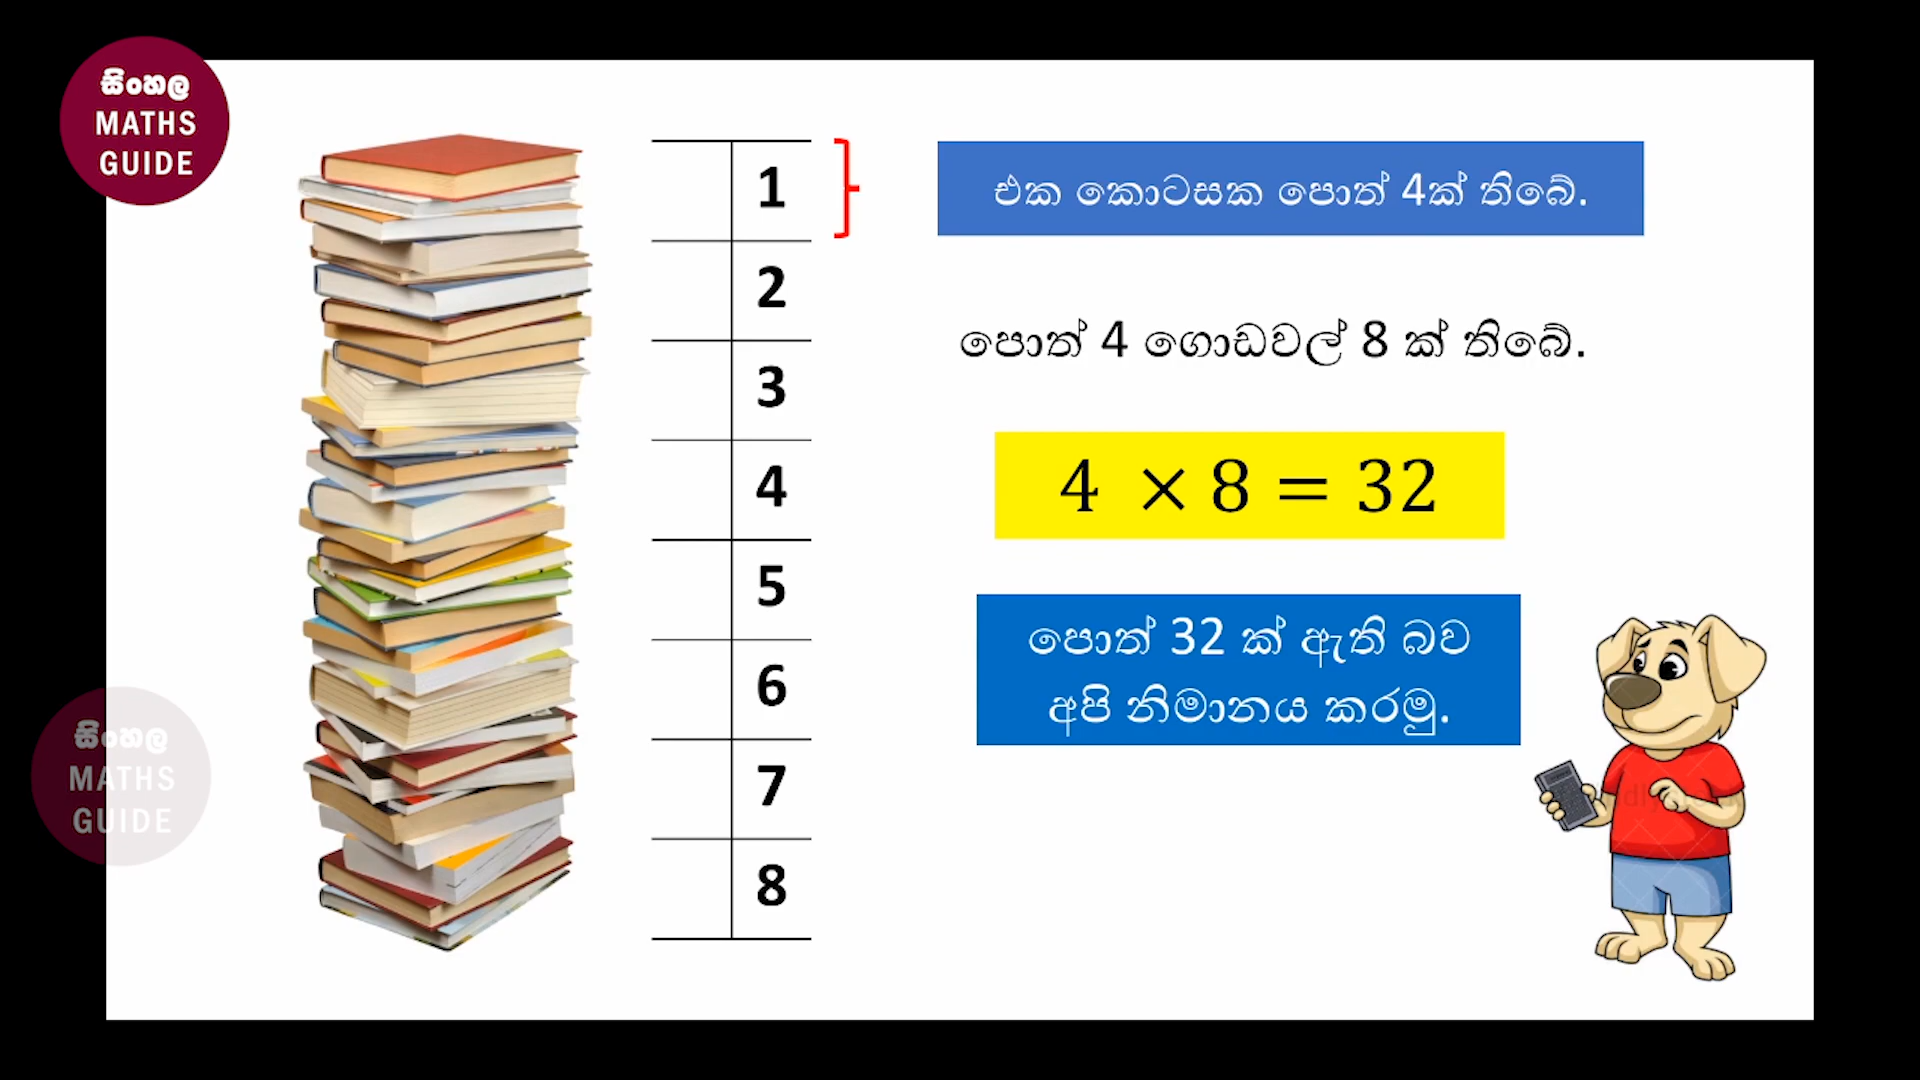 සිංහල
MATHS
GUIDE
1
එක කොටසක පොත් 4ක් තිබේ.
2
පොත් 4 ගොඩවල් 8 ක් තිබේ.
3
4
4 × 8 = 32
5
පොත් 32 ක් ඇති බව
අපි නිමානය කරමු.
6
7
8
සිංහල
MATHS
GUIDE